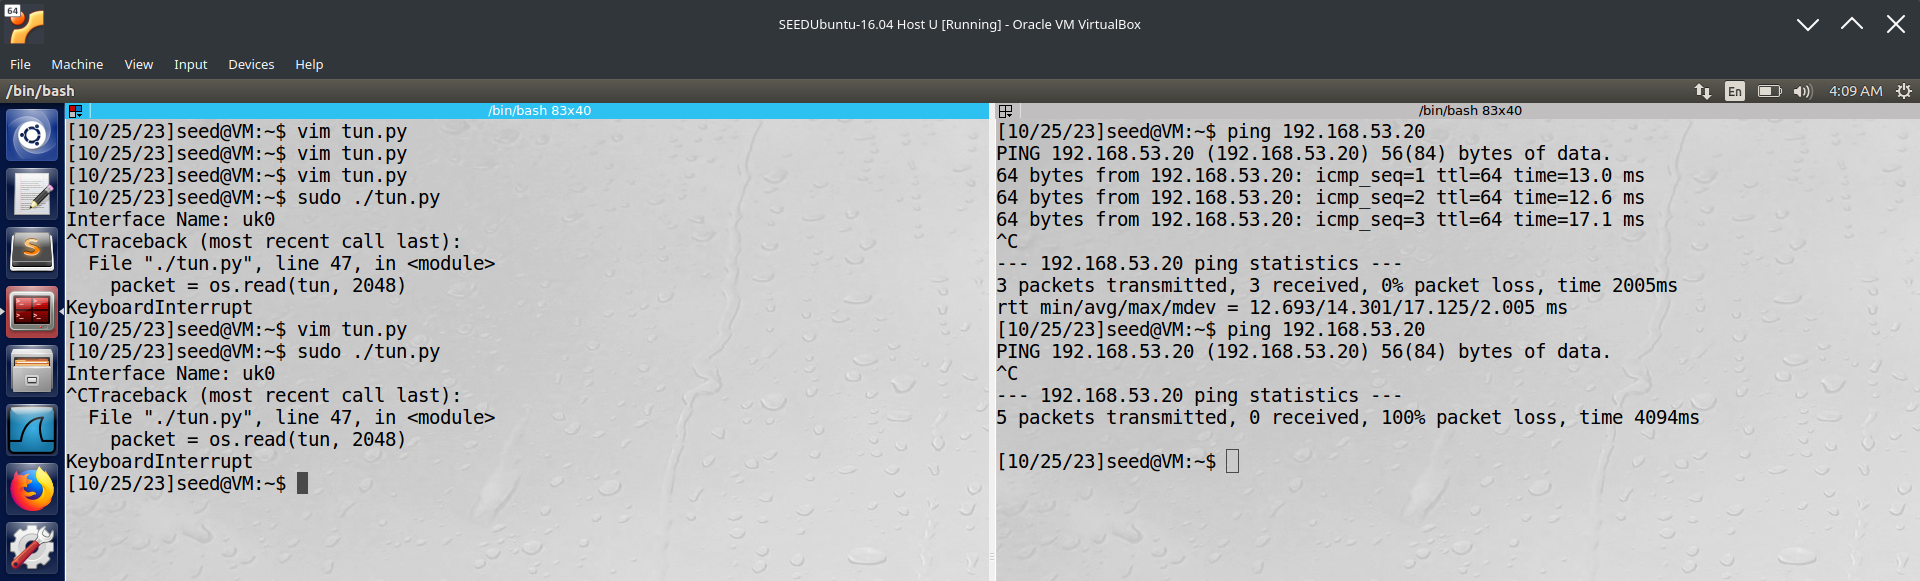 64
SEEDUbuntu-16.04 Host U [Running] - Oracle VM VirtualBox
File Machine View Input Devices Help
/bin/bash
En 4:09 AM
/bin/bash 83x40
[10/25/23]seed@VM:~$ vim tun.py
[10/25/23]seed@VM:~$ vim tun.py
[10/25/23]seed@VM:~$ vim tun.py
[10/25/23]seed@VM:~$ sudo ./tun.py
Interface Name: uk0
^CTraceback (most recent call last):
  File "./tun.py", line 47, in <module>
    packet = os.read(tun, 2048)
KeyboardInterrupt
[10/25/23]seed@VM:~$ vim tun.py
[10/25/23]seed@VM:~$ sudo ./tun.py
Interface Name: uk0
^CTraceback (most recent call last):
  File "./tun.py", line 47, in <module>
    packet = os.read(tun, 2048)
KeyboardInterrupt
[10/25/23]seed@VM:~$
/bin/bash 83x40
[10/25/23]seed@VM:~$ ping 192.168.53.20
PING 192.168.53.20 (192.168.53.20) 56(84) bytes of data.
64 bytes from 192.168.53.20: icmp_seq=1 ttl=64 time=13.0 ms
64 bytes from 192.168.53.20: icmp_seq=2 ttl=64 time=12.6 ms
64 bytes from 192.168.53.20: icmp_seq=3 ttl=64 time=17.1 ms
^C
--- 192.168.53.20 ping statistics ---
3 packets transmitted, 3 received, 0% packet loss, time 2005ms
rtt min/avg/max/mdev = 12.693/14.301/17.125/2.005 ms
[10/25/23]seed@VM:~$ ping 192.168.53.20
PING 192.168.53.20 (192.168.53.20) 56(84) bytes of data.
^C
--- 192.168.53.20 ping statistics ---
5 packets transmitted, 0 received, 100% packet loss, time 4094ms
[10/25/23]seed@VM:~$